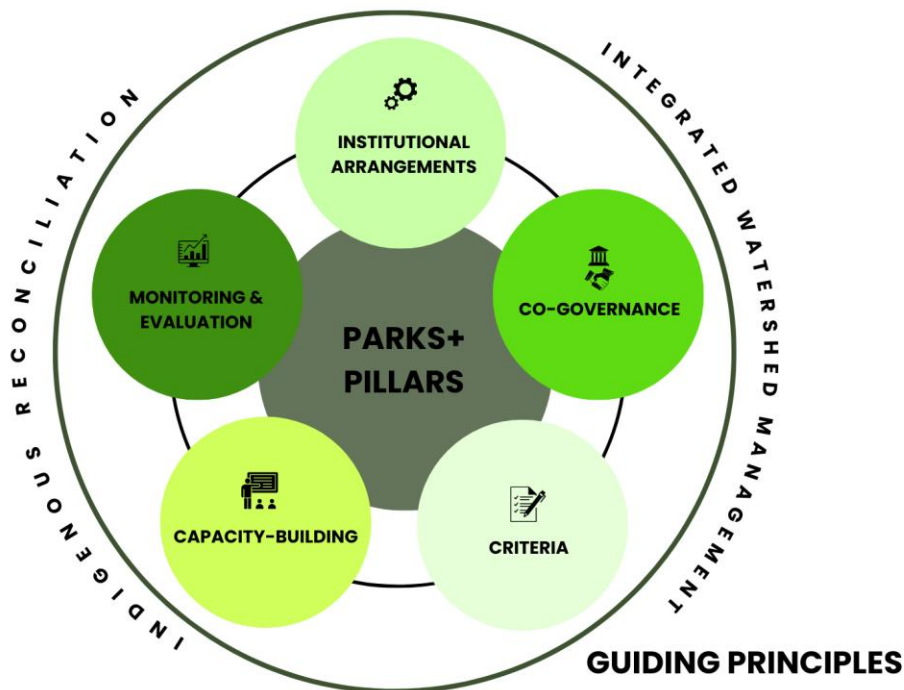 INDIGENOUS RECONCILIATION
INTEGRATED WATERSHED MANAGEMENT
INSTITUTIONAL
ARRANGEMENTS
MONITORING &
EVALUATION
CO-GOVERNANCE
PARKS+
PILLARS
CAPACITY-BUILDING
CRITERIA
GUIDING PRINCIPLES